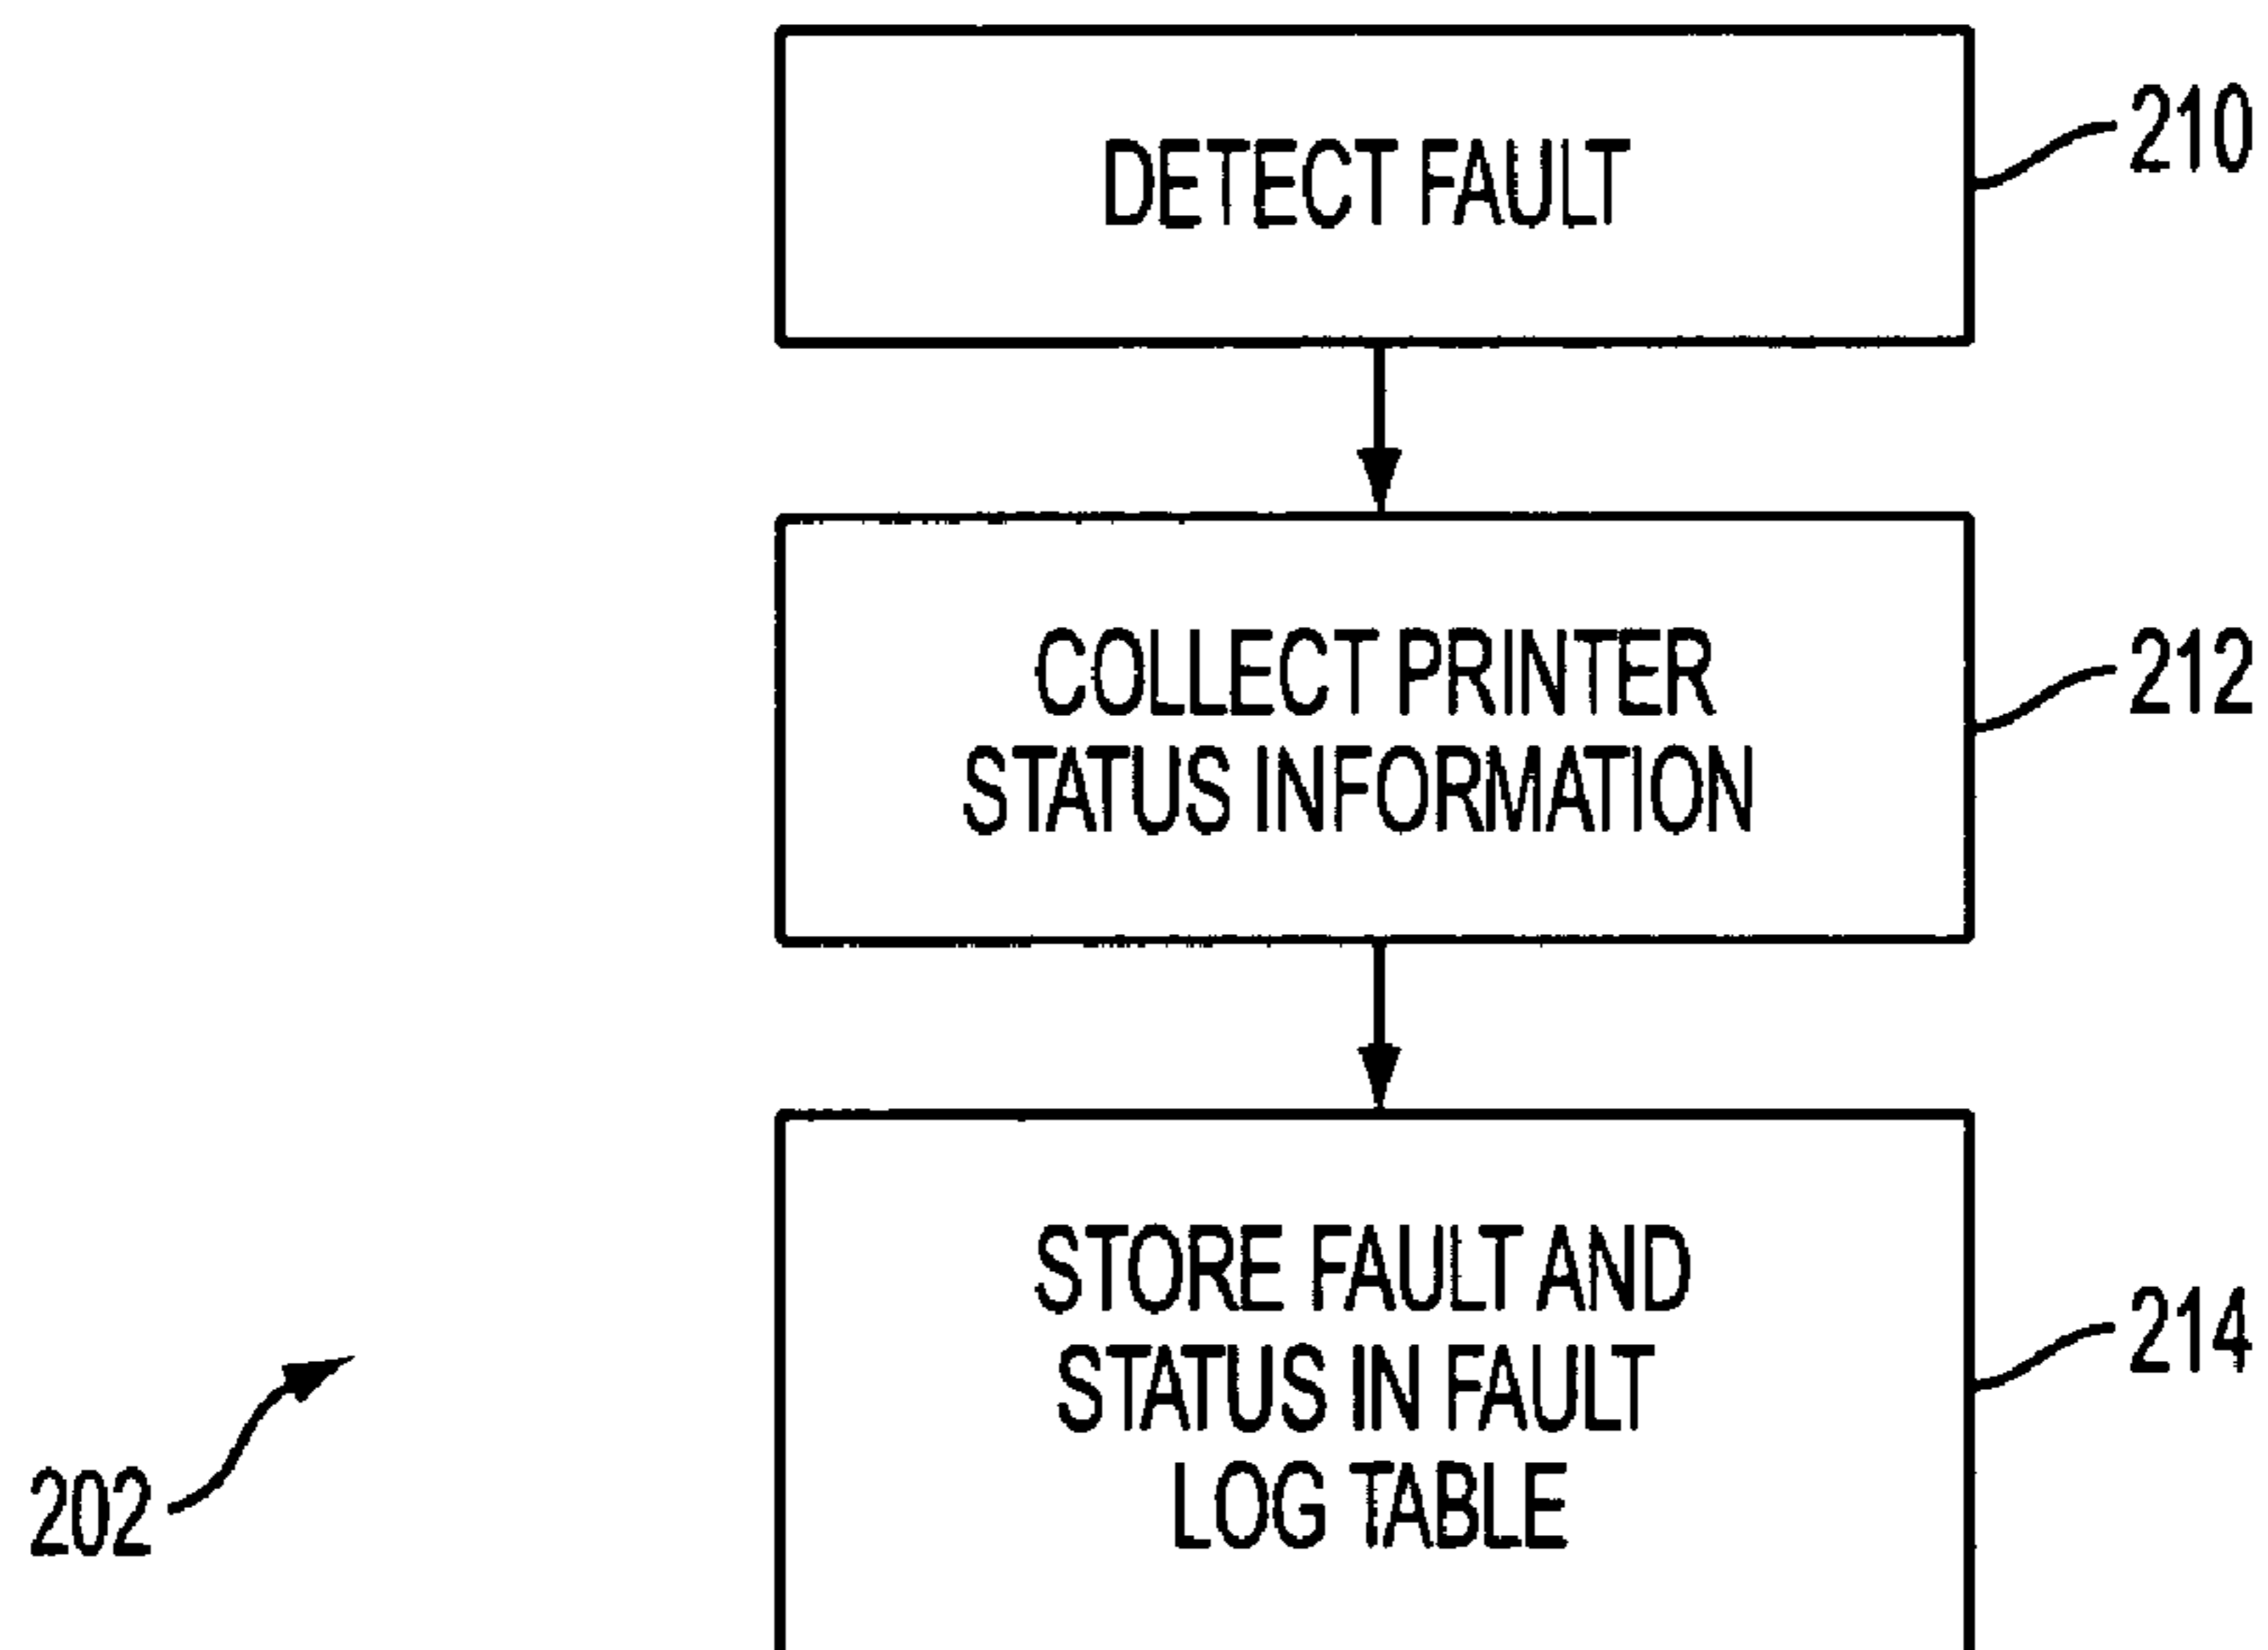 DETECT FAULT
210
COLLECT PRINTER
STATUS INFORMATION
212
STORE FAULT AND
STATUS IN FAULT
LOG TABLE
214
202